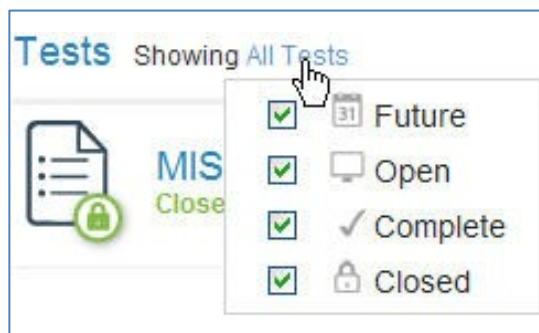 Tests Showing All Tests
31 Future
MIS
Open
Close
Complete
Closed